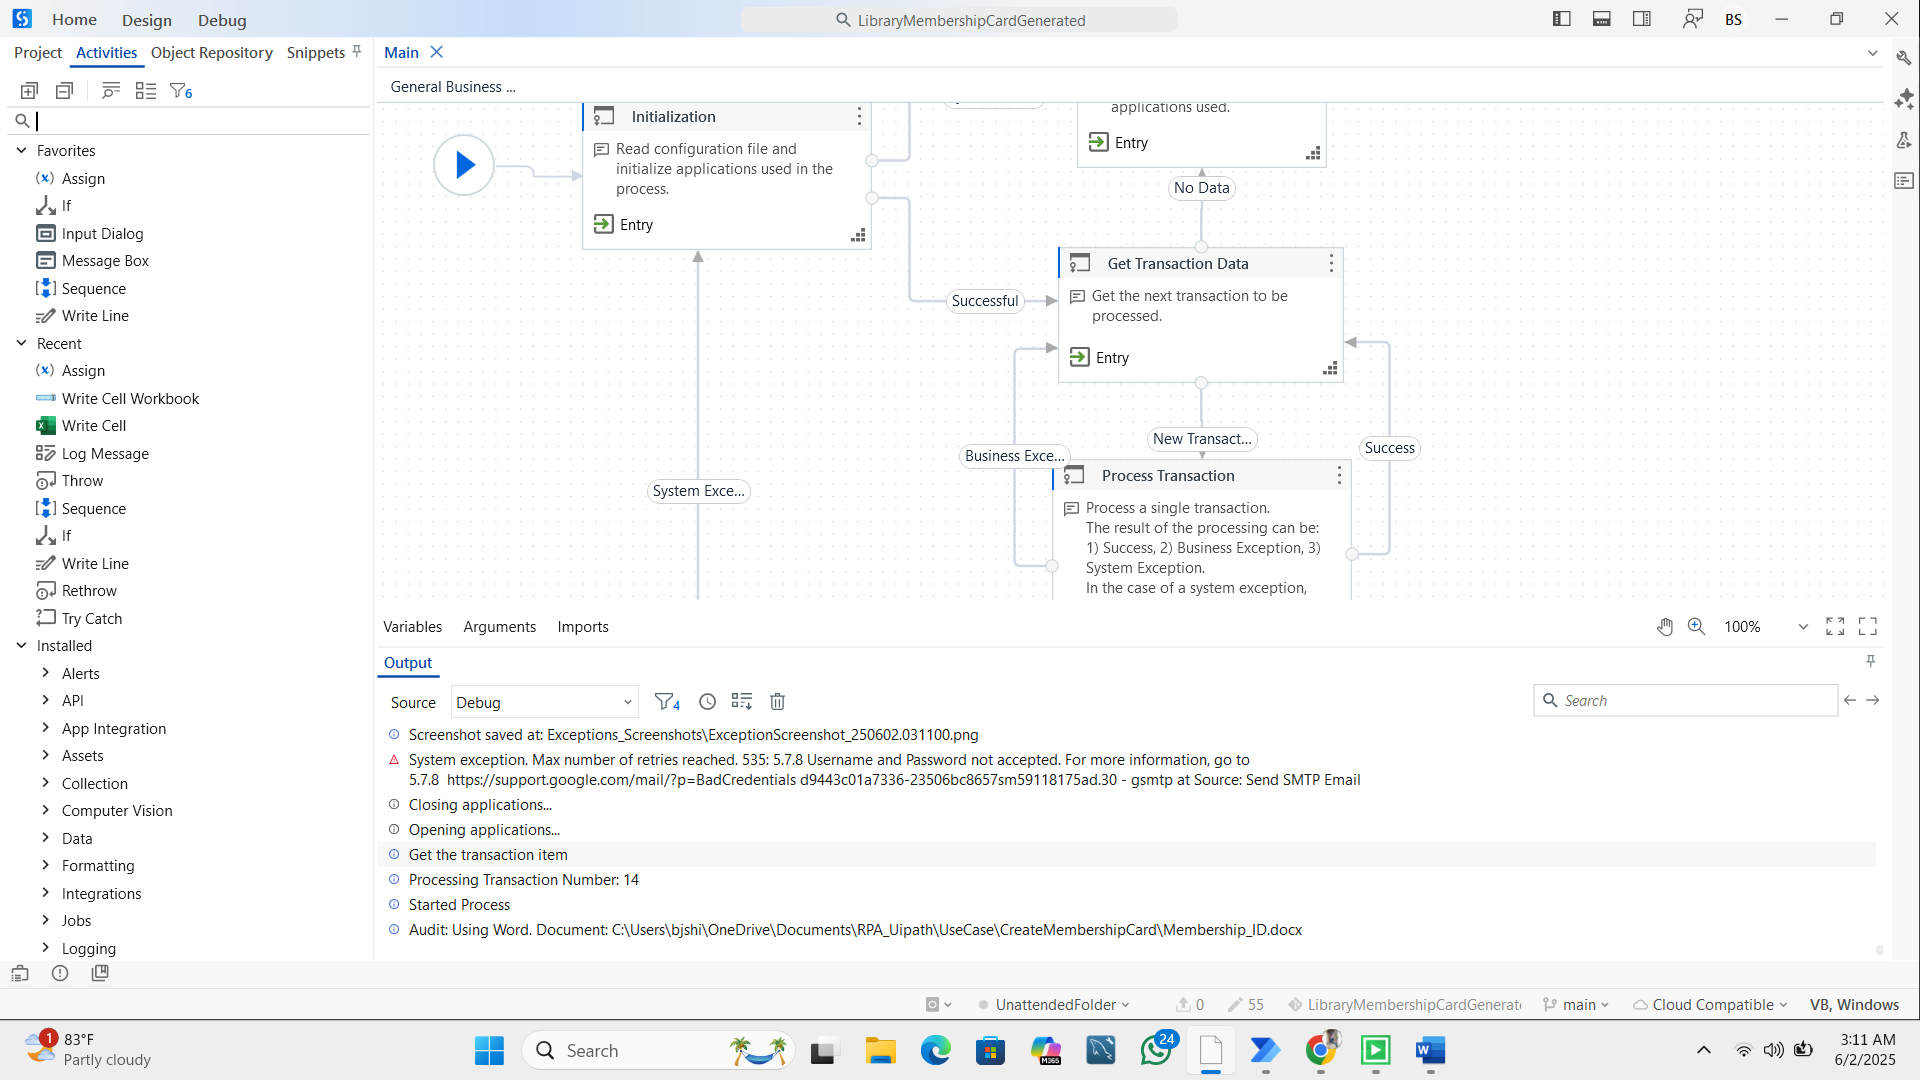 Home Design Debug
LibraryMembershipCardGenerated
BS
Project Activities Object Repository Snippets
Main
6
General Business ...
Favorites
Assign
If
Input Dialog
Message Box
Sequence
Write Line
Recent
Assign
Write Cell Workbook
Write Cell
Log Message
Throw
Sequence
If
Write Line
Rethrow
Try Catch
Installed
Alerts
API
App Integration
Assets
Collection
Computer Vision
Data
Formatting
Integrations
Jobs
Logging
Initialization
Read configuration file and
initialize applications used in the
process.
Entry
applications used.
Entry
No Data
Successful
Get Transaction Data
Get the next transaction to be
processed.
Entry
New Transact...
Business Exce...
Success
System Exce...
Process Transaction
Process a single transaction.
The result of the processing can be:
1) Success, 2) Business Exception, 3)
System Exception.
In the case of a system exception,
Variables Arguments Imports
100%
Output
Source Debug
4
Search
Screenshot saved at: Exceptions_Screenshots\ExceptionScreenshot_250602.031100.png
System exception. Max number of retries reached. 535: 5.7.8 Username and Password not accepted. For more information, go to
5.7.8 https://support.google.com/mail/?p=BadCredentials d9443c01a7336-23506bc8657sm59118175ad.30 - gsmtp at Source: Send SMTP Email
Closing applications...
Opening applications...
Get the transaction item
Processing Transaction Number: 14
Started Process
Audit: Using Word. Document: C:\Users\bjshi\OneDrive\Documents\RPA_Uipath\UseCase\CreateMembershipCard\Membership_ID.docx
UnattendedFolder 0 55 LibraryMembershipCardGenerat main Cloud Compatible VB, Windows
1
83°F
Partly cloudy
Search
M365
24
3:11 AM
6/2/2025